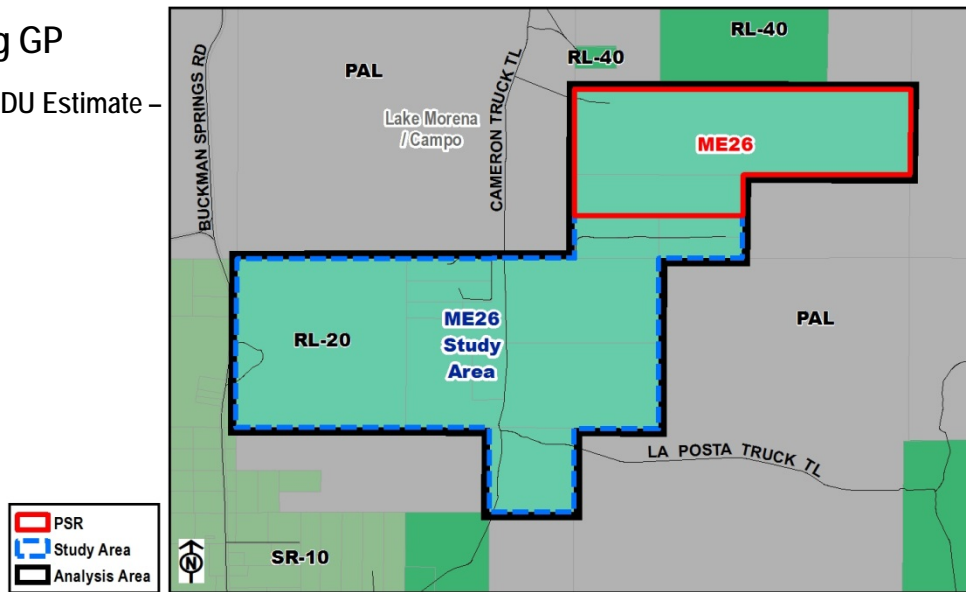 g GP
DU Estimate –
RL-40
RL-40
PAL
BUCKMAN SPRINGS RD
CAMERON TRUCK TL
Lake Morena
/ Campo
ME26
PAL
RL-20
ME26
Study
Area
LA POSTA TRUCK TL
SR-10
N
PSR
Study Area
Analysis Area